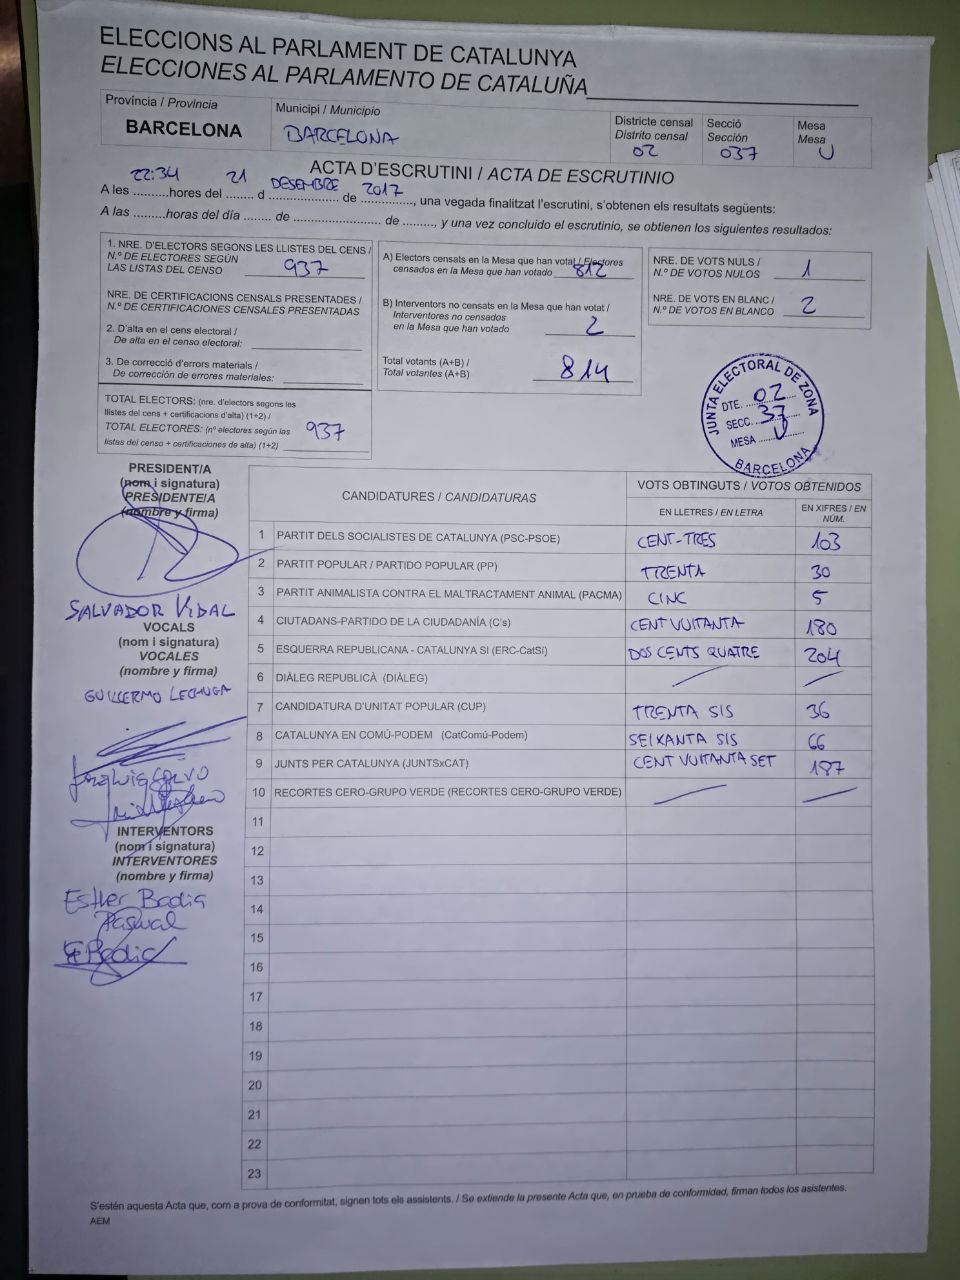 ELECCIONS AL PARLAMENT DE CATALUNYA
ELECCIONES AL PARLAMENTO DE CATALUÑA
Província / Provincia
BARCELONA
Municipi / Municipio
BARCELONA
Districte censal
Distrito censal
02
Secció
Sección
037
Mesa
Mesa
U
ACTA D'ESCRUTINI / ACTA DE ESCRUTINIO
A les 22:34 hores del 21 d DESEMBRE de 2017, una vegada finalitzat l'escrutini, s'obtenen els resultats següents:
A las .........horas del día ....... de ...................... de ........, y una vez concluido el escrutinio, se obtienen los siguientes resultados:
1. NRE. D'ELECTORS SEGONS LES LLISTES DEL CENS /
N.º DE ELECTORES SEGÚN
LAS LISTAS DEL CENSO 937
NRE. DE CERTIFICACIONS CENSALS PRESENTADES /
N.º DE CERTIFICACIONES CENSALES PRESENTADAS
2. D'alta en el cens electoral /
De alta en el censo electoral:
3. De correcció d'errors materials /
De corrección de errores materiales:
TOTAL ELECTORS: (nre. d'electors segons les
llistes del cens + certificacions d'alta) (1+2) /
TOTAL ELECTORES: (nº electores según las
listas del censo + certificaciones de alta) (1+2) 937
A) Electors censats en la Mesa que han votat / Electores
censados en la Mesa que han votado 812
B) Interventors no censats en la Mesa que han votat /
Interventores no censados
en la Mesa que han votado 2
Total votants (A+B) /
Total votantes (A+B) 814
NRE. DE VOTS NULS /
N.º DE VOTOS NULOS 1
NRE. DE VOTS EN BLANC /
N.º DE VOTOS EN BLANCO 2
JUNTA ELECTORAL DE ZONA
DTE. 02
SECC. 37
MESA U
BARCELONA
PRESIDENT/A
(nom i signatura)
PRESIDENTE/A
(nombre y firma)
SALVADOR VIDAL
VOCALS
(nom i signatura)
VOCALES
(nombre y firma)
GUILLERMO LECHUGA
INTERVENTORS
(nom i signatura)
INTERVENTORES
(nombre y firma)
Esther Badia
Pascual
EBadia
CANDIDATURES / CANDIDATURAS
VOTS OBTINGUTS / VOTOS OBTENIDOS
EN LLETRES / EN LETRA
EN XIFRES / EN NÚM.
1 PARTIT DELS SOCIALISTES DE CATALUNYA (PSC-PSOE) CENT-TRES 103
2 PARTIT POPULAR / PARTIDO POPULAR (PP) TRENTA 30
3 PARTIT ANIMALISTA CONTRA EL MALTRACTAMENT ANIMAL (PACMA) CINC 5
4 CIUTADANS-PARTIDO DE LA CIUDADANÍA (C's) CENT VUITANTA 180
5 ESQUERRA REPUBLICANA - CATALUNYA SI (ERC-CatSí) DOS CENTS QUATRE 204
6 DIÀLEG REPUBLICÀ (DIÀLEG)
7 CANDIDATURA D'UNITAT POPULAR (CUP) TRENTA SIS 36
8 CATALUNYA EN COMÚ-PODEM (CatComú-Podem) SEIXANTA SIS 66
9 JUNTS PER CATALUNYA (JUNTSxCAT) CENT VUITANTA SET 187
10 RECORTES CERO-GRUPO VERDE (RECORTES CERO-GRUPO VERDE)
11
12
13
14
15
16
17
18
19
20
21
22
23
S'estén aquesta Acta que, com a prova de conformitat, signen tots els assistents. / Se extiende la presente Acta que, en prueba de conformidad, firman todos los asistentes.
AEM